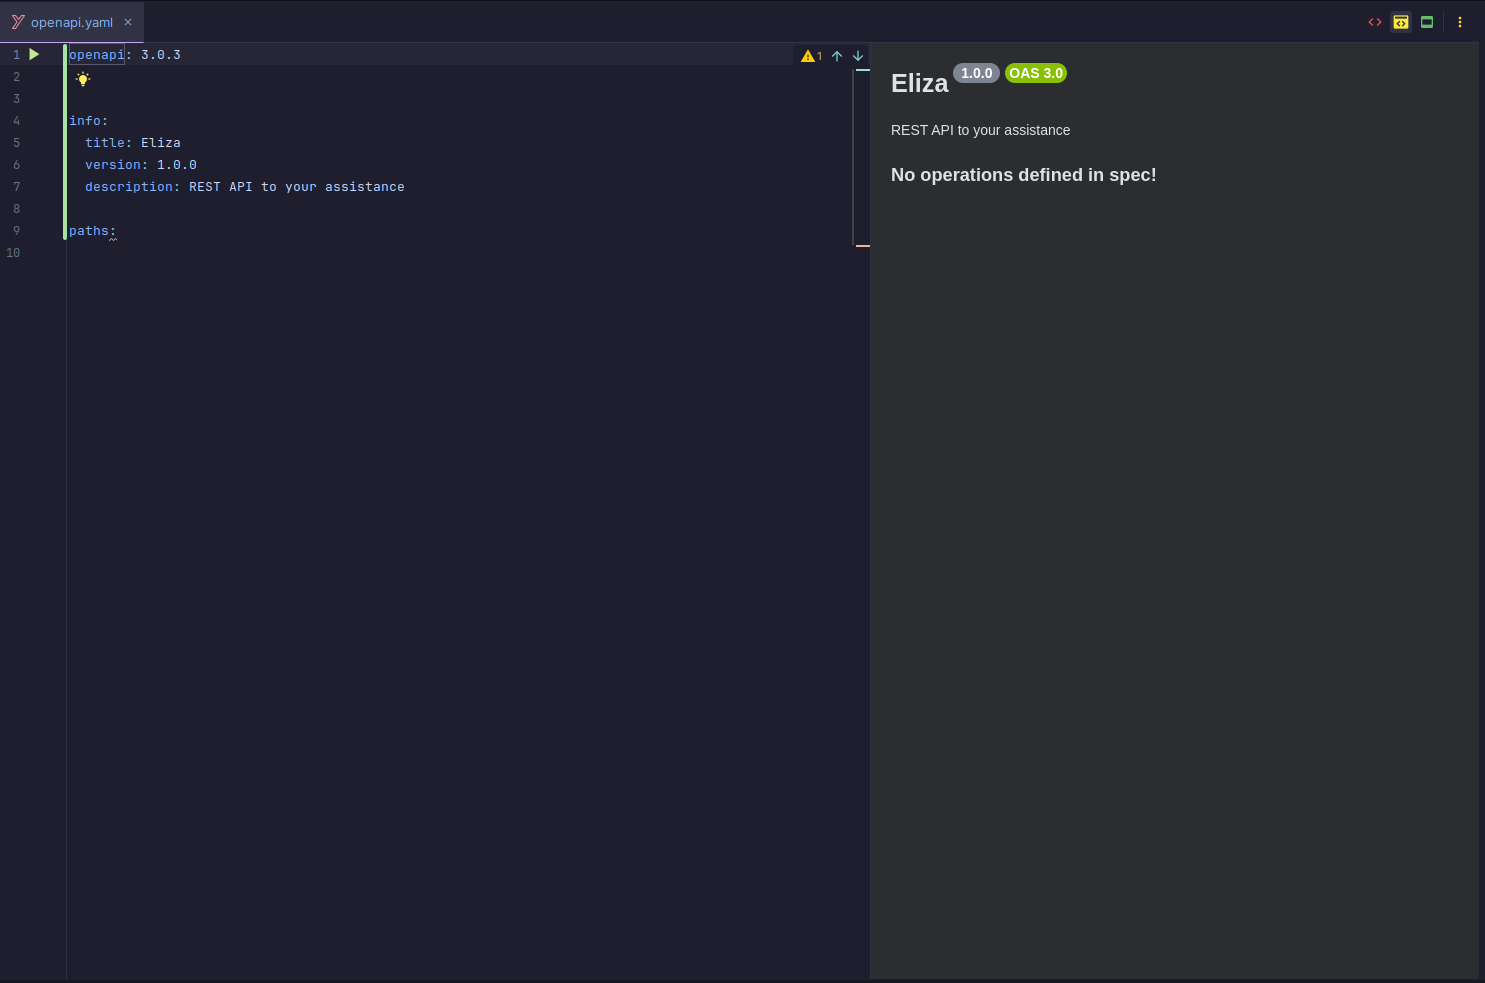 openapi.yaml
1 openapi: 3.0.3
1
2
3
4 info:
5 title: Eliza
6 version: 1.0.0
7 description: REST API to your assistance
8
9 paths:
10
Eliza 1.0.0 OAS 3.0
REST API to your assistance
No operations defined in spec!